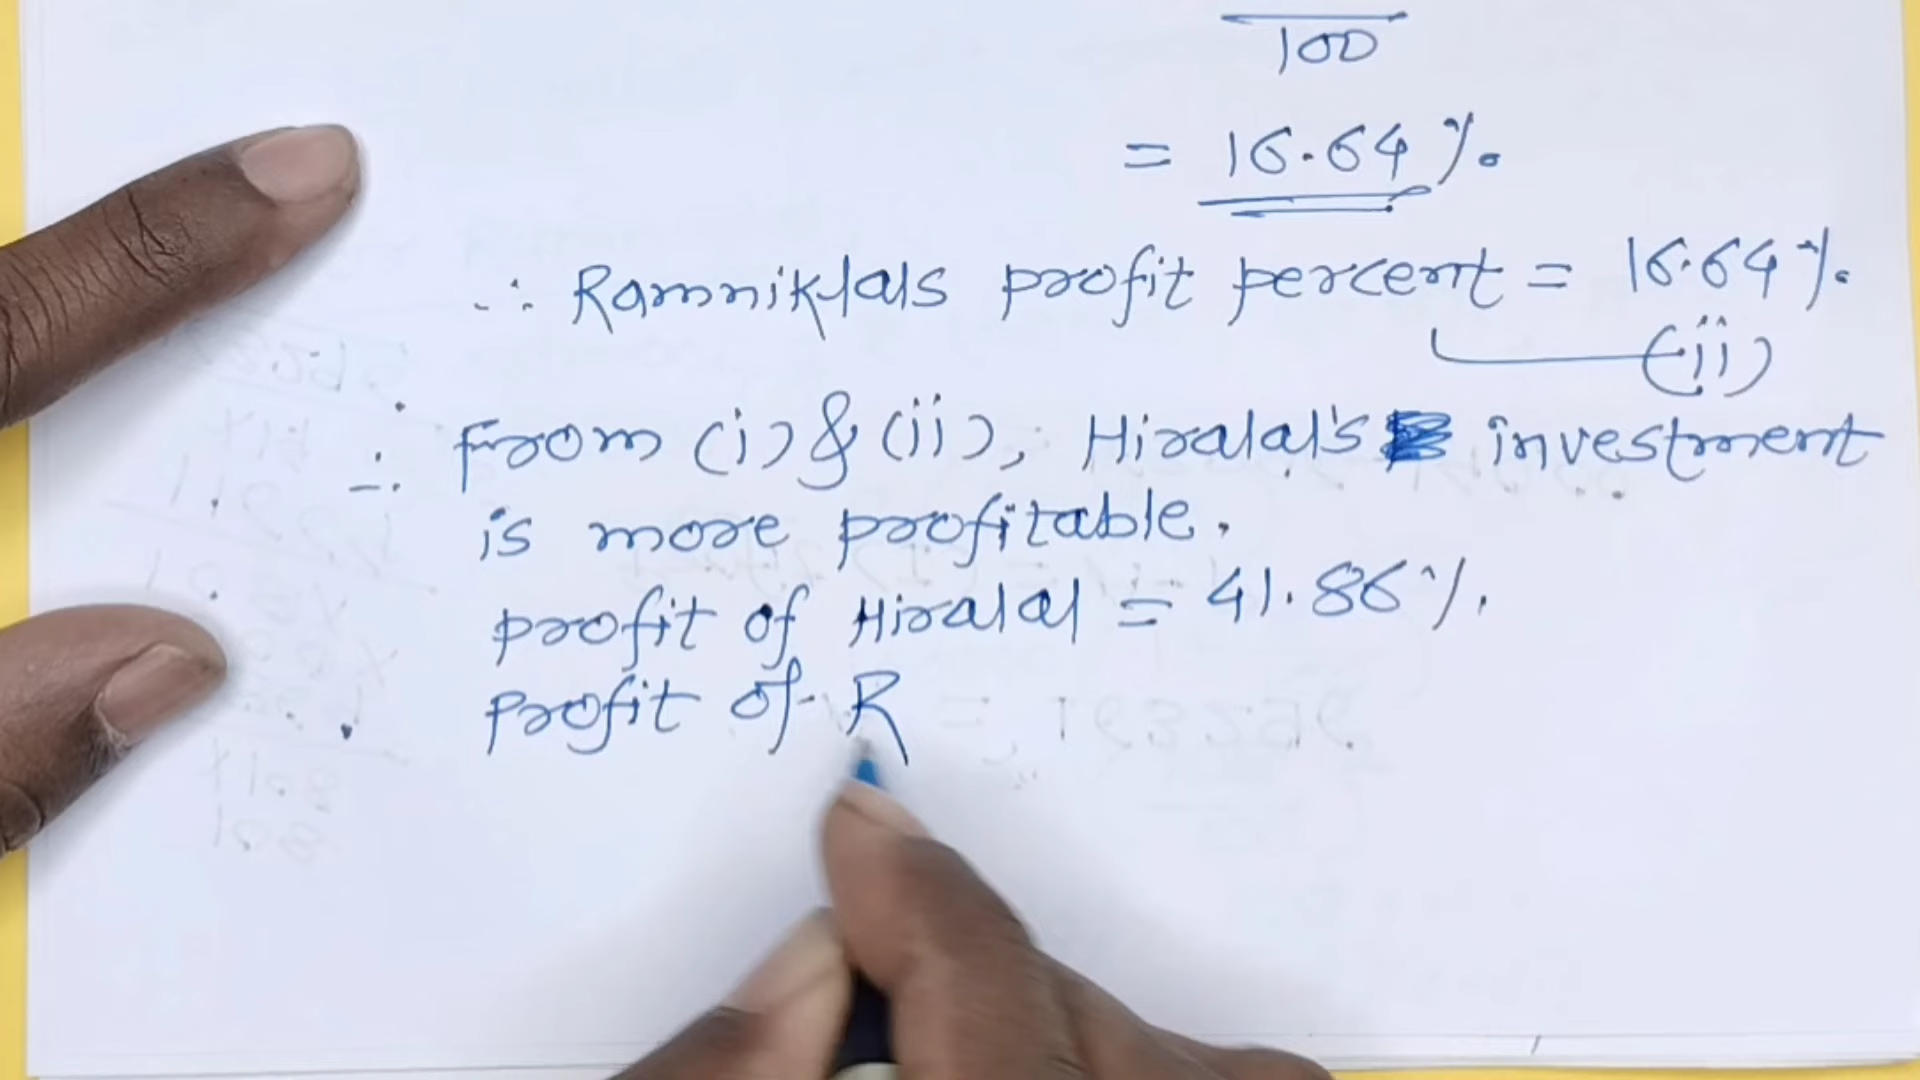 100
= 16.64%
∴ Ramniklals profit percent = 16.64%
(ii)
∴ From (i) & (ii), Hiralal's investment
is more profitable.
profit of Hiralal = 41.86%
profit of R